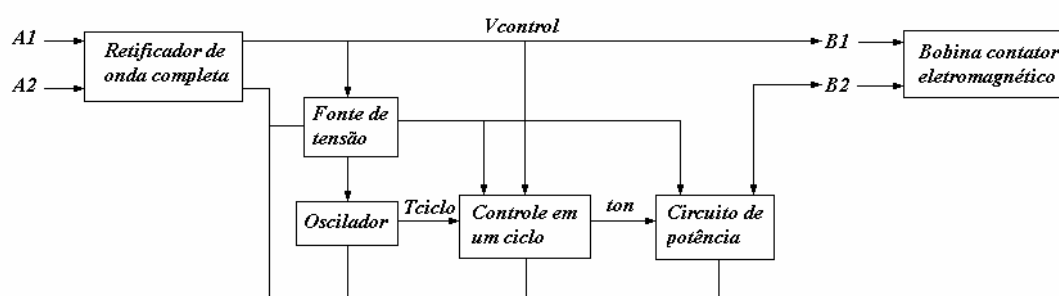 Vcontrol
A1
Retificador de
onda completa
A2
B1
B2
Bobina contator
eletromagnético
Fonte de
tensão
Oscilador
Tciclo
Controle em
um ciclo
ton
Circuito de
potência